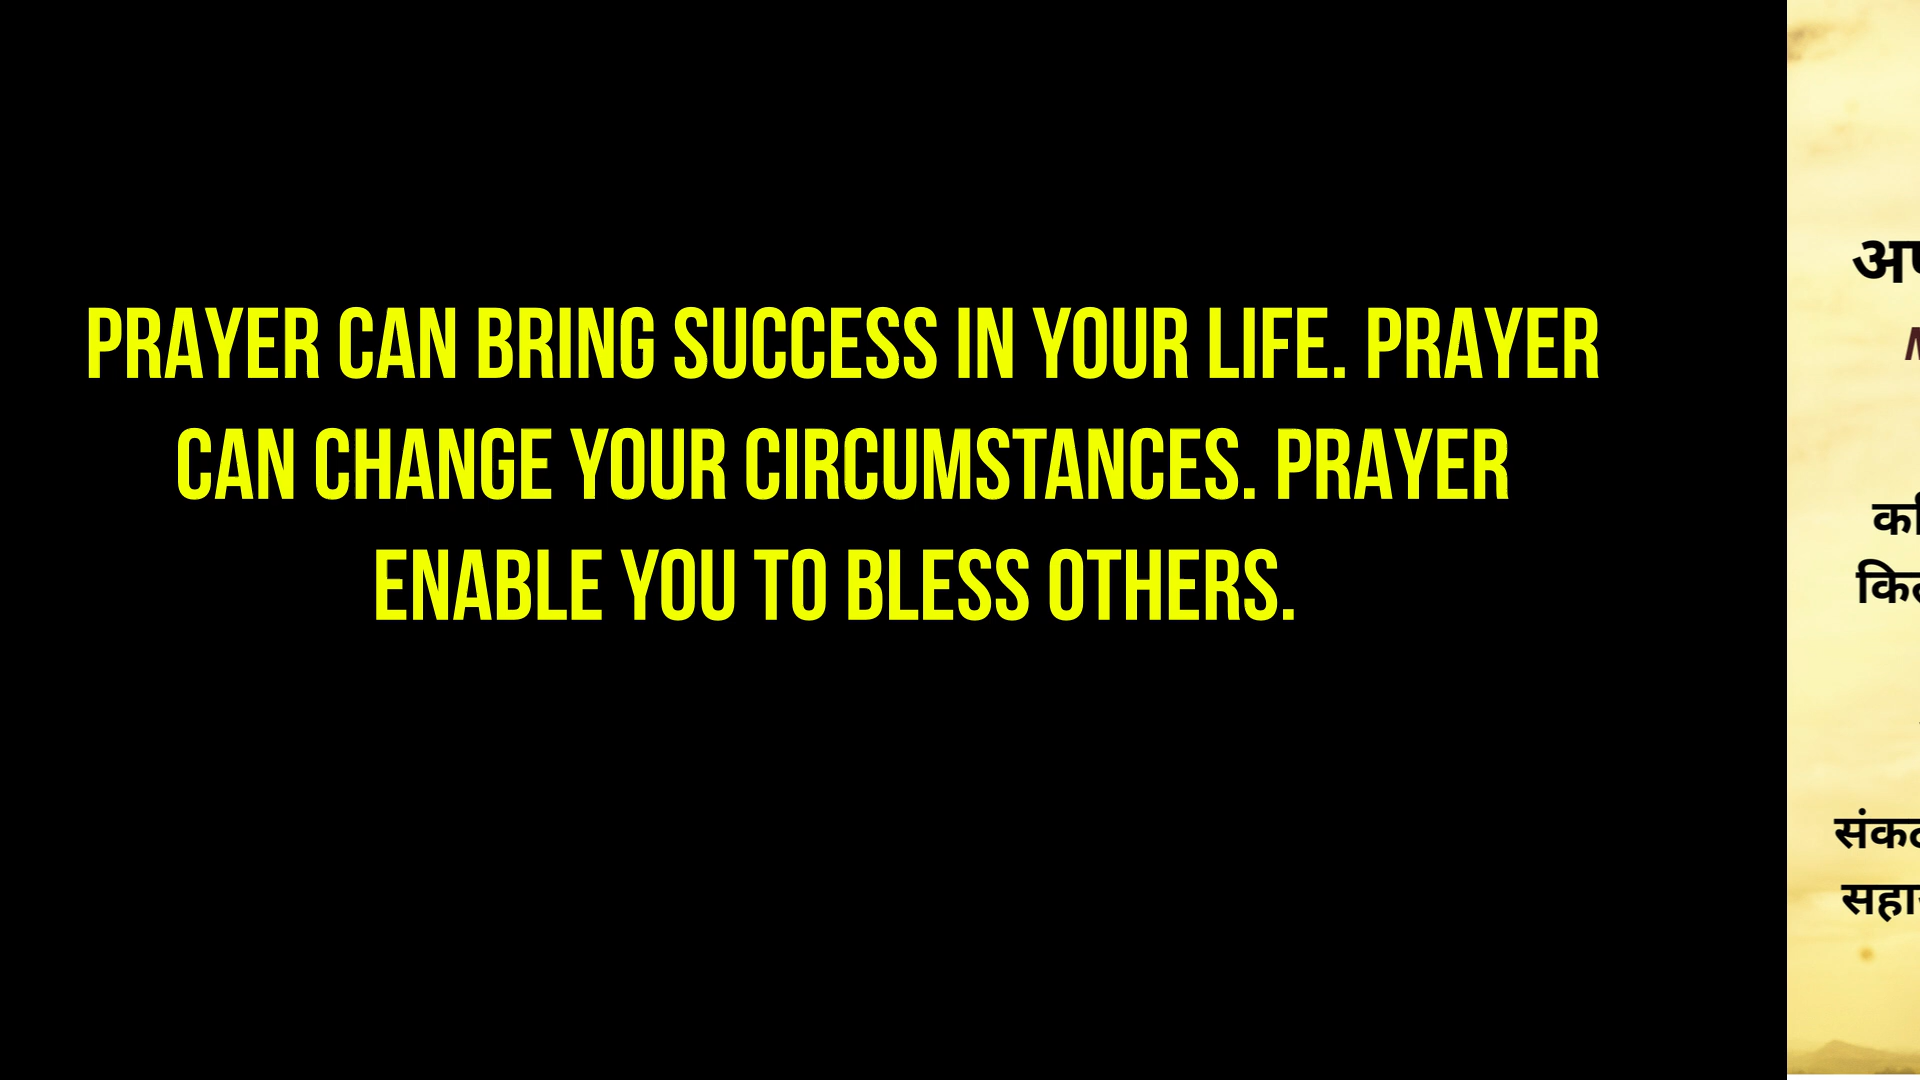 PRAYER CAN BRING SUCCESS IN YOUR LIFE. PRAYER
CAN CHANGE YOUR CIRCUMSTANCES. PRAYER
ENABLE YOU TO BLESS OTHERS.